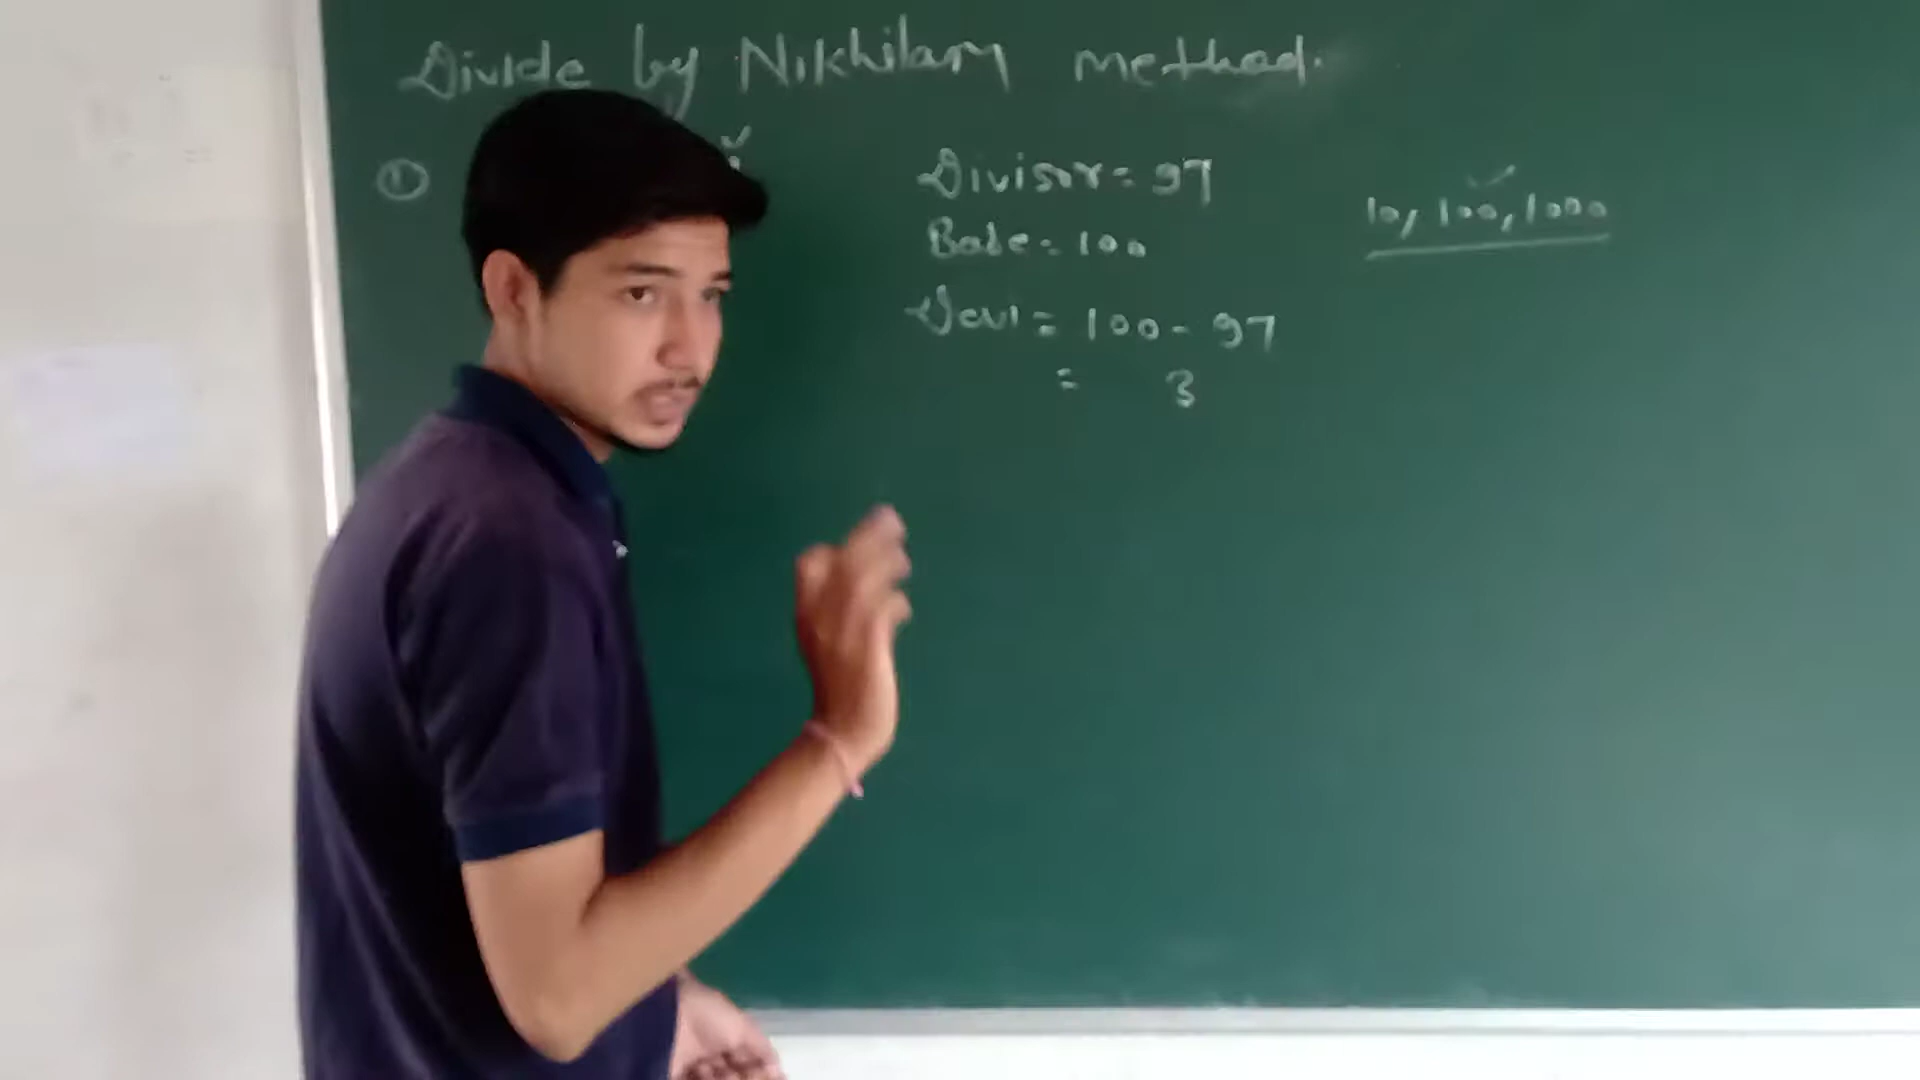 Divide by Nikhilam method.
①
Divisor = 97
10, 100, 1000
Base = 100
Devi = 100 - 97
= 3